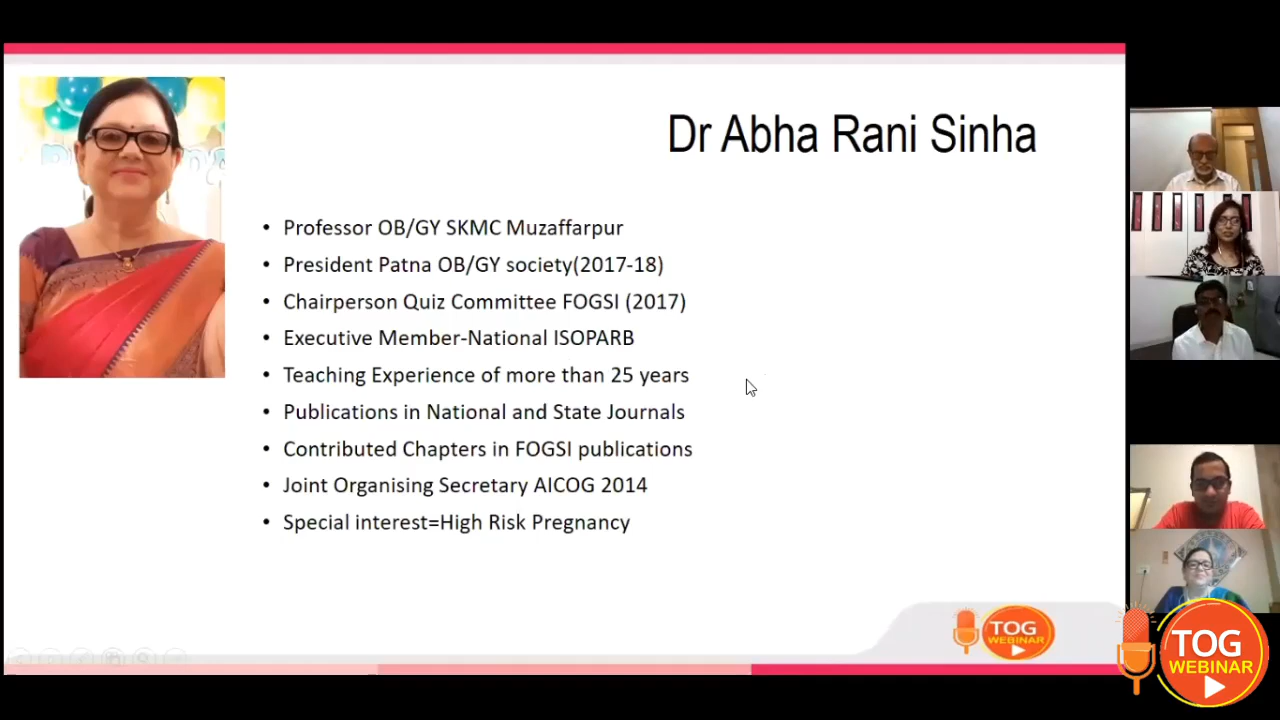 Dr Abha Rani Sinha
• Professor OB/GY SKMC Muzaffarpur
• President Patna OB/GY society(2017-18)
• Chairperson Quiz Committee FOGSI (2017)
• Executive Member-National ISOPARB
• Teaching Experience of more than 25 years
• Publications in National and State Journals
• Contributed Chapters in FOGSI publications
• Joint Organising Secretary AICOG 2014
• Special interest=High Risk Pregnancy
TOG
WEBINAR
TOG
WEBINAR